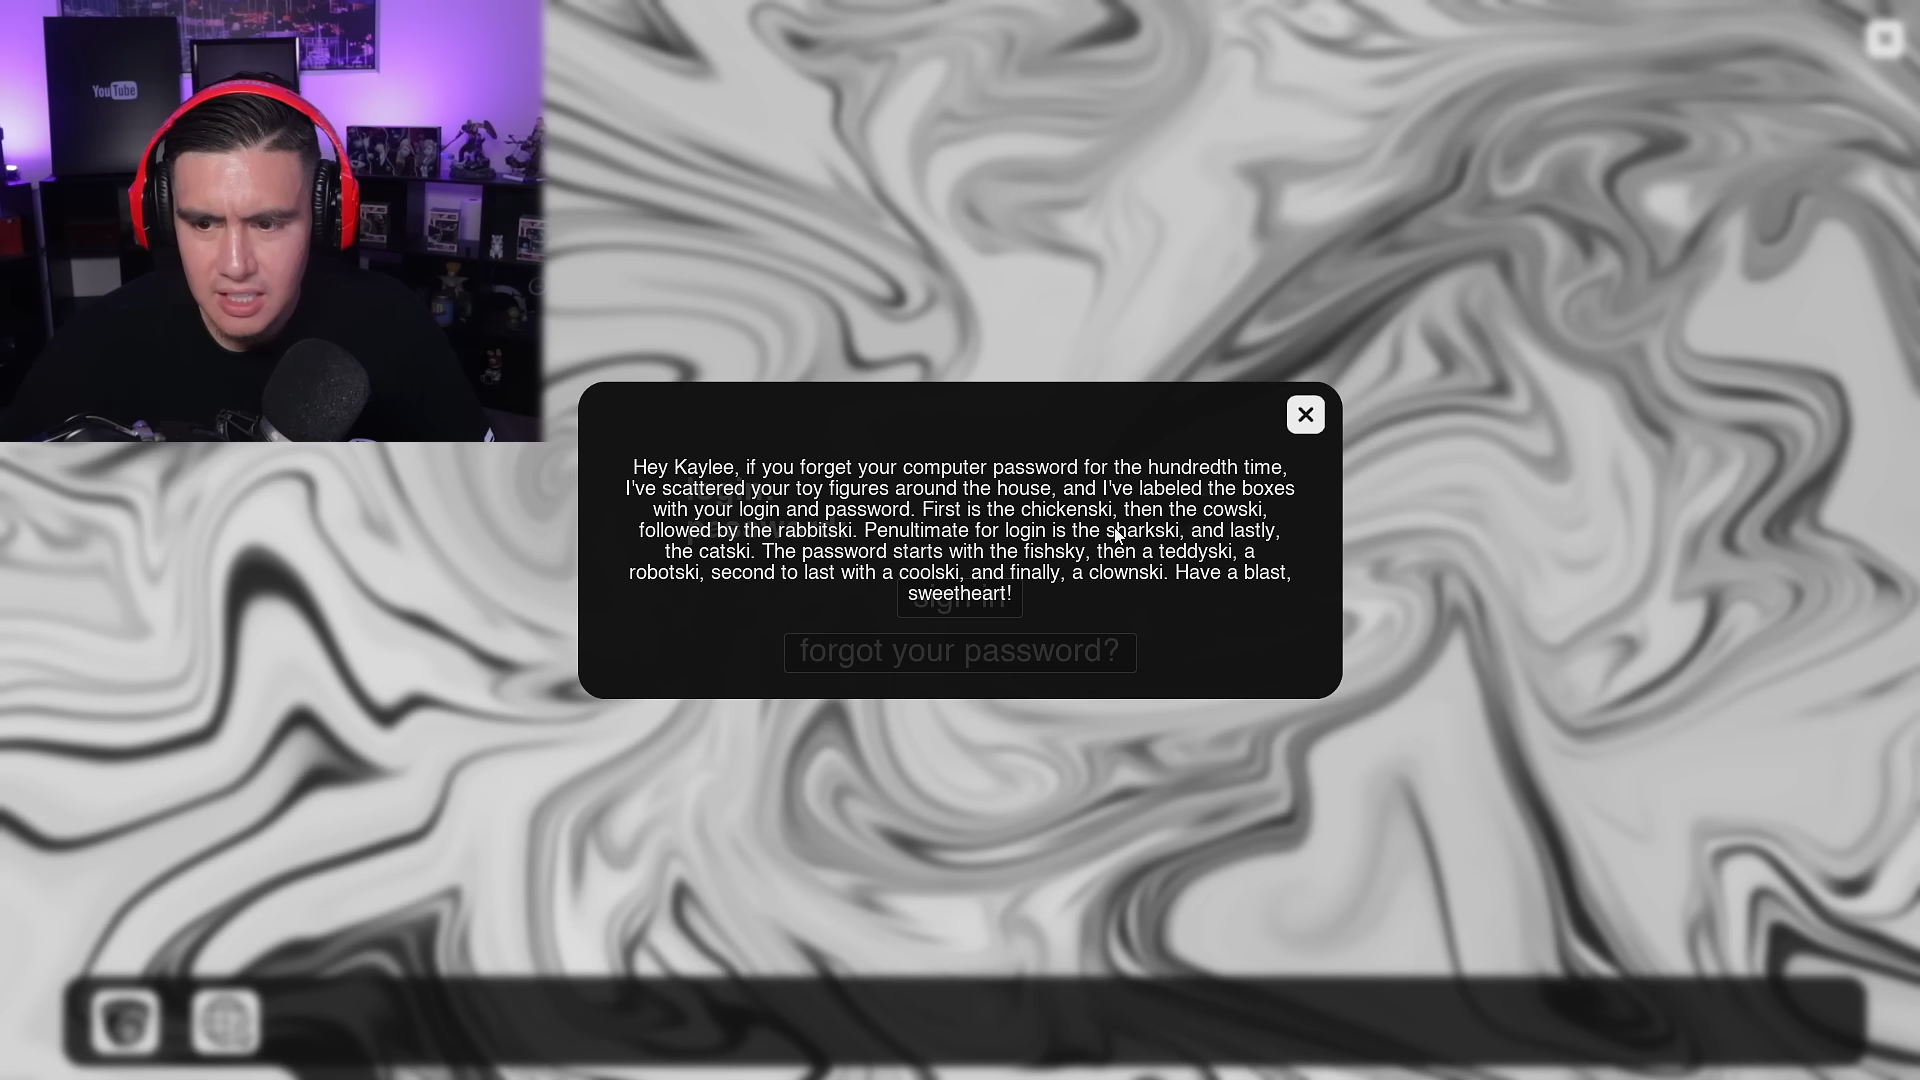 YouTube
Hey Kaylee, if you forget your computer password for the hundredth time,
I've scattered your toy figures around the house, and I've labeled the boxes
with your login and password. First is the chickenski, then the cowski,
followed by the rabbitski. Penultimate for login is the sharkski, and lastly,
the catski. The password starts with the fishsky, then a teddyski, a
robotski, second to last with a coolski, and finally, a clownski. Have a blast,
sweetheart!
sign in
forgot your password?